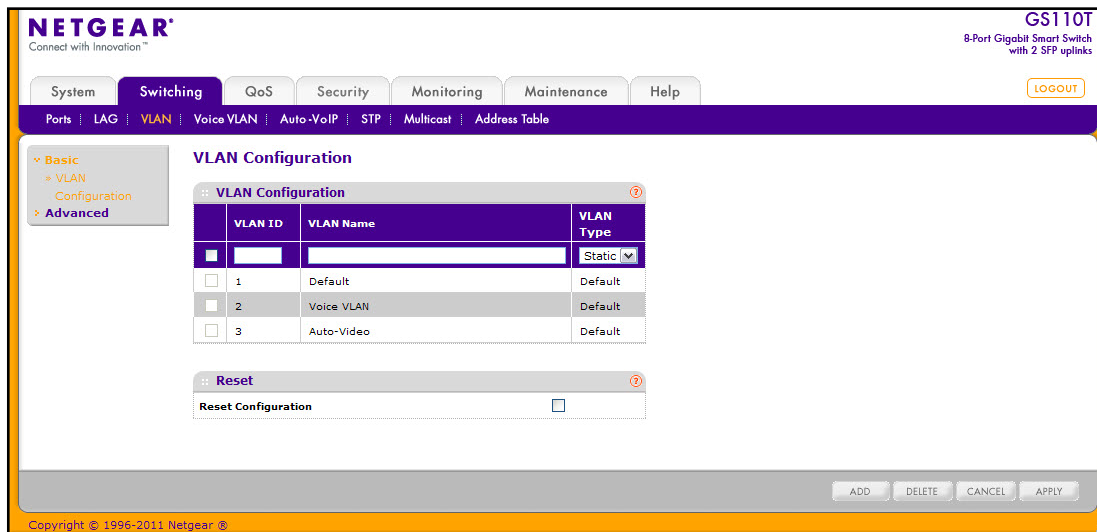 NETGEAR®
Connect with Innovation™
GS110T
8-Port Gigabit Smart Switch
with 2 SFP uplinks
System Switching QoS Security Monitoring Maintenance Help
LOGOUT
Ports LAG VLAN Voice VLAN Auto-VoIP STP Multicast Address Table
Basic
» VLAN
Configuration
Advanced
VLAN Configuration
VLAN Configuration
VLAN ID VLAN Name VLAN
Type
Static
1 Default Default
2 Voice VLAN Default
3 Auto-Video Default
Reset
Reset Configuration
ADD DELETE CANCEL APPLY
Copyright © 1996-2011 Netgear ®